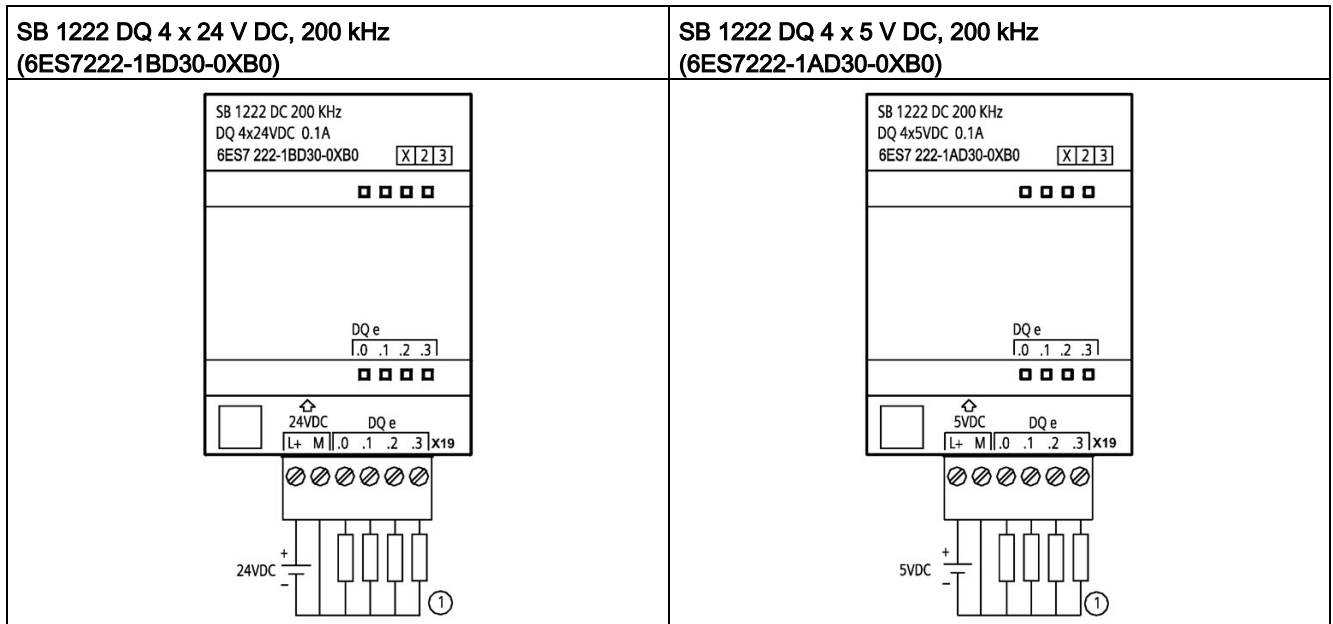 SB 1222 DQ 4 x 24 V DC, 200 kHz
(6ES7222-1BD30-0XB0)
SB 1222 DQ 4 x 5 V DC, 200 kHz
(6ES7222-1AD30-0XB0)
SB 1222 DC 200 KHz
DQ 4x24VDC 0.1A
6ES7 222-1BD30-0XB0 X 2 3
DQ e
.0 .1 .2 .3
24VDC DQ e
L+ M .0 .1 .2 .3 X19
+
24VDC
−
1
SB 1222 DC 200 KHz
DQ 4x5VDC 0.1A
6ES7 222-1AD30-0XB0 X 2 3
DQ e
.0 .1 .2 .3
5VDC DQ e
L+ M .0 .1 .2 .3 X19
+
5VDC
−
1